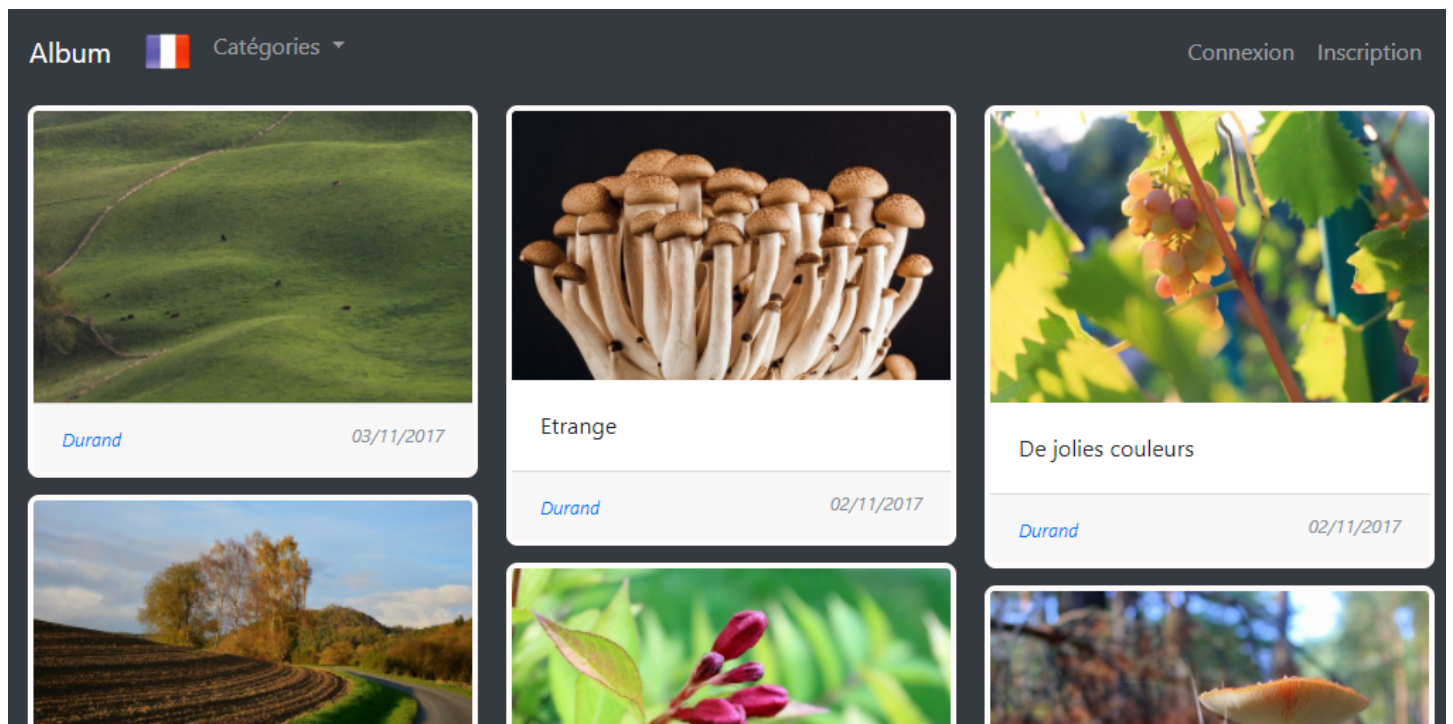 Album Catégories Connexion Inscription
Durand 03/11/2017
Etrange
Durand 02/11/2017
De jolies couleurs
Durand 02/11/2017